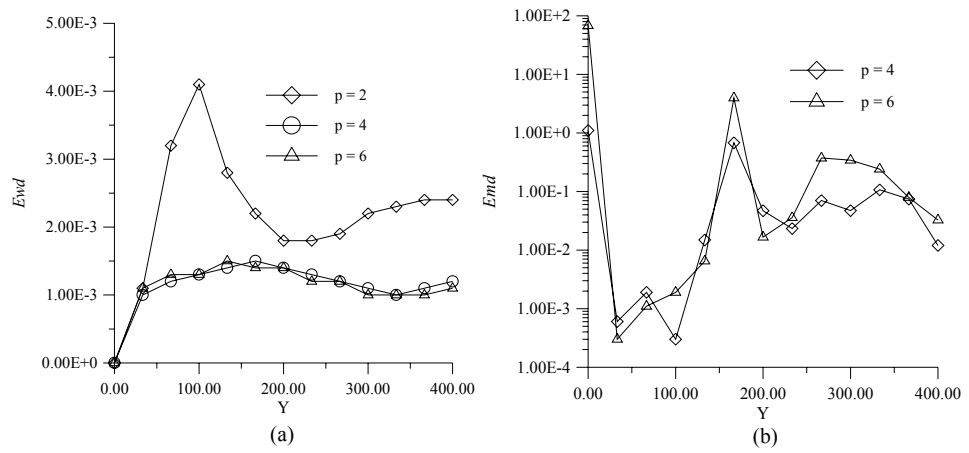 5.00E-3
4.00E-3
3.00E-3
2.00E-3
1.00E-3
0.00E+0
Ewd
p = 2
p = 4
p = 6
0.00 100.00 200.00 300.00 400.00
Y
(a)
1.00E+2
1.00E+1
1.00E+0
1.00E-1
1.00E-2
1.00E-3
1.00E-4
Emd
p = 4
p = 6
0.00 100.00 200.00 300.00 400.00
Y
(b)